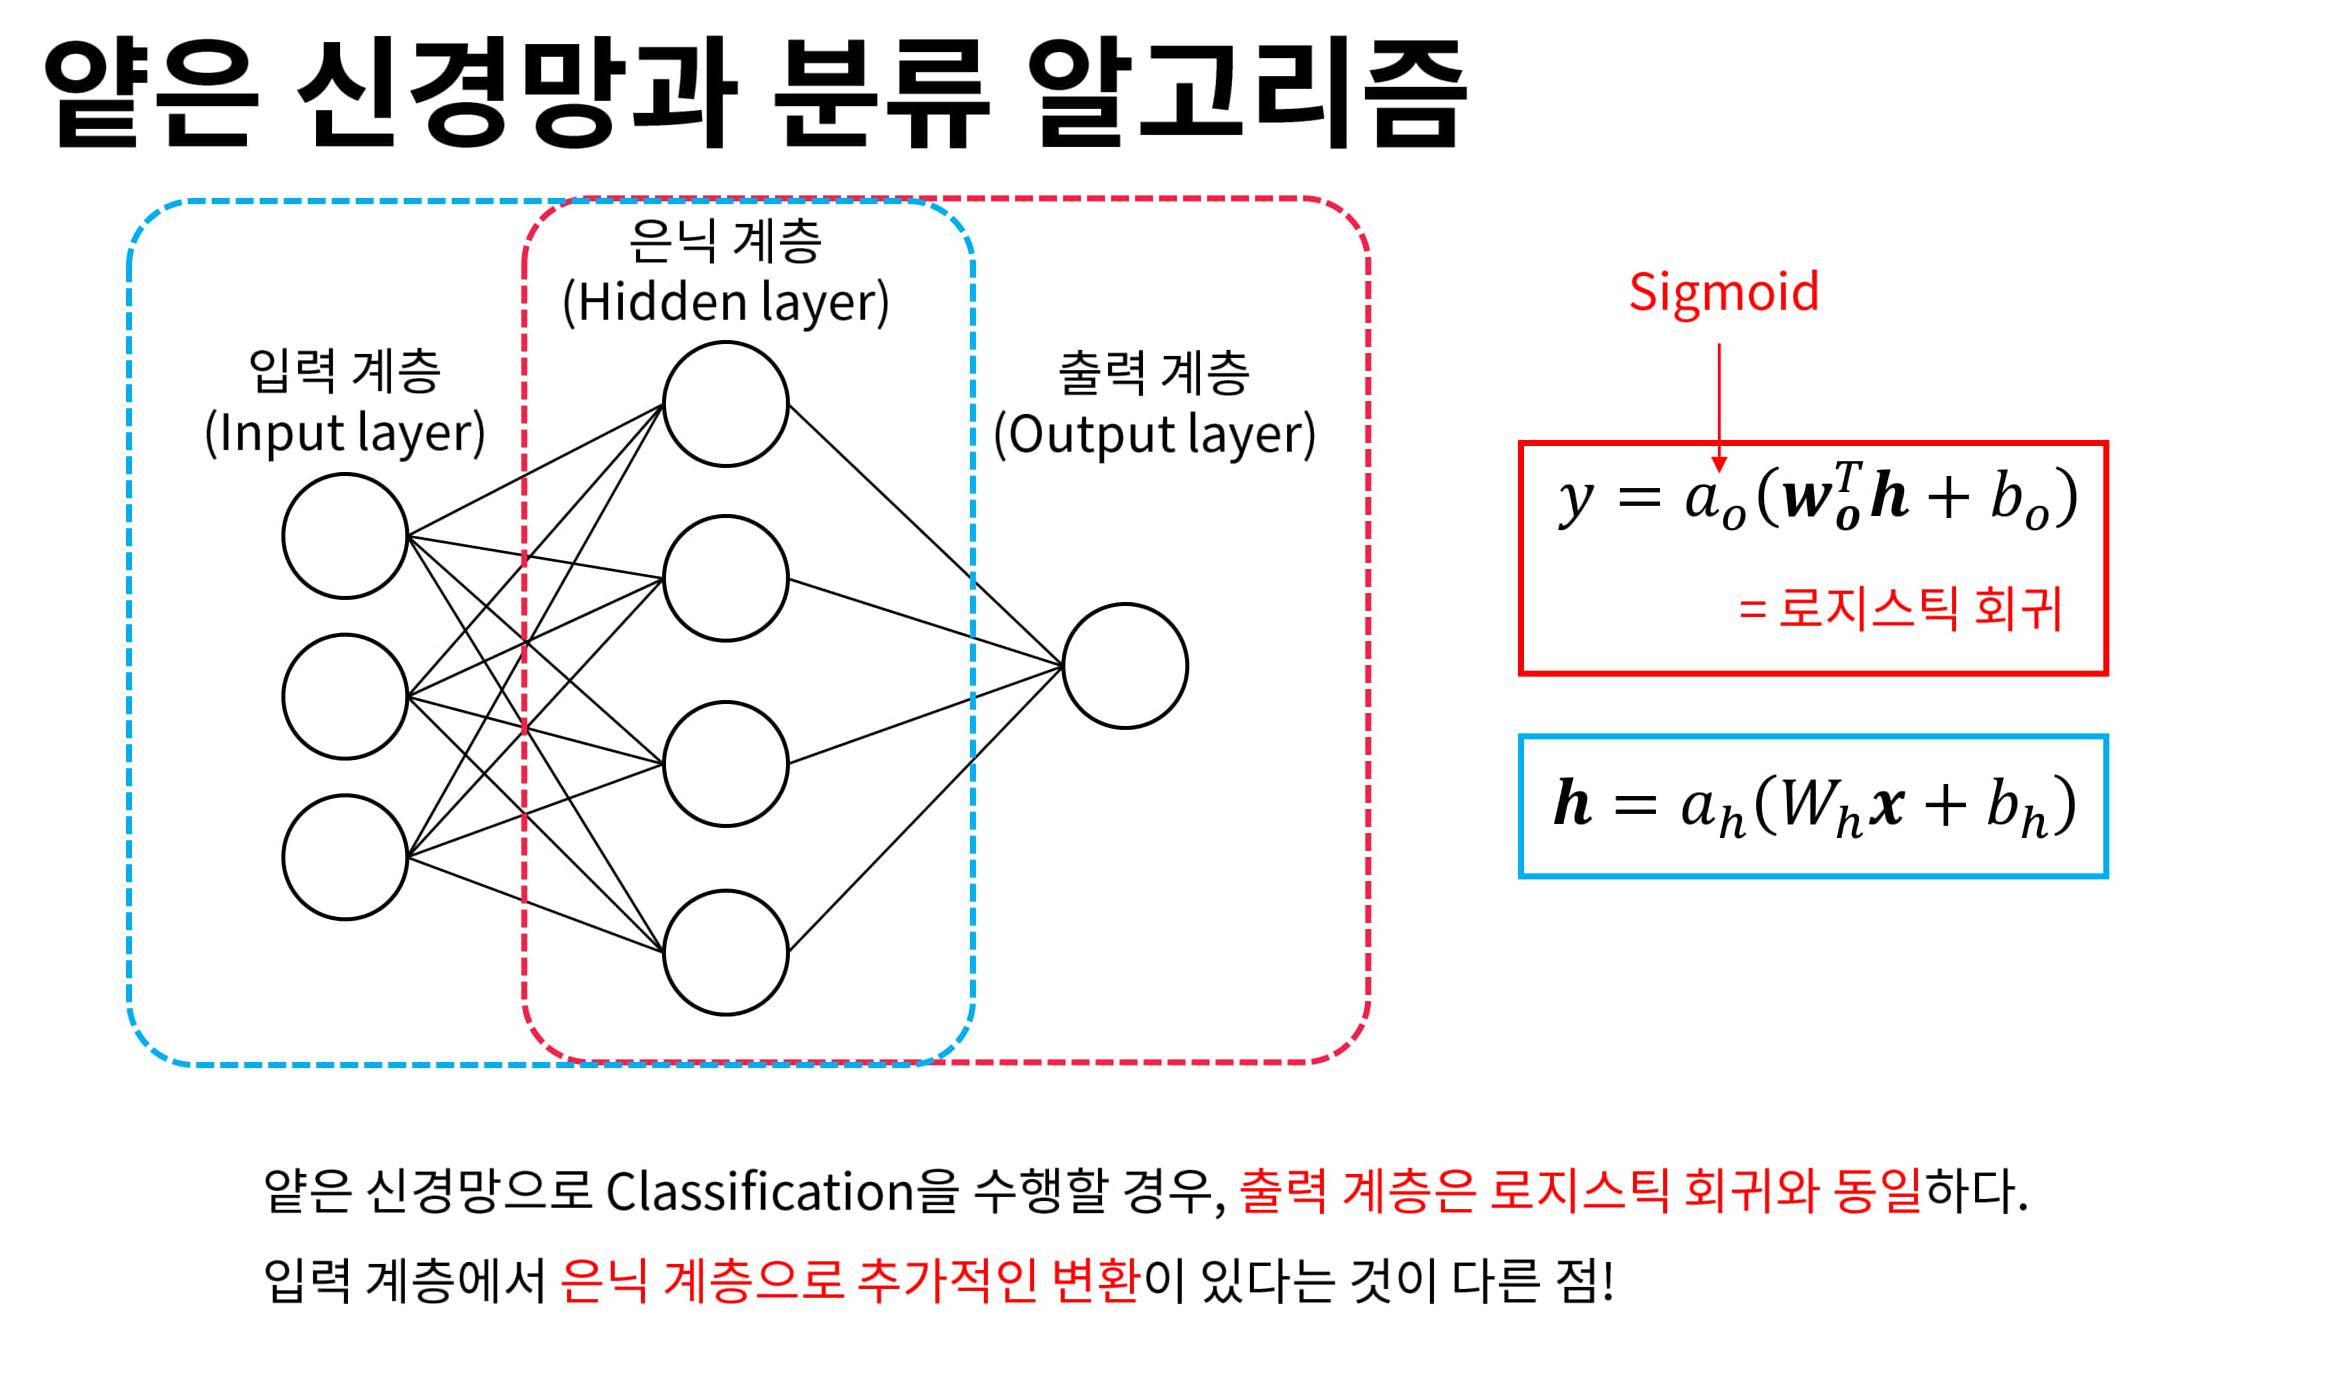 얕은 신경망과 분류 알고리즘
은닉 계층
(Hidden layer)
입력 계층
(Input layer)
출력 계층
(Output layer)
Sigmoid
y = a_o(w_o^T h + b_o)
= 로지스틱 회귀
h = a_h(W_h x + b_h)
얕은 신경망으로 Classification을 수행할 경우, 출력 계층은 로지스틱 회귀와 동일하다.
입력 계층에서 은닉 계층으로 추가적인 변환이 있다는 것이 다른 점!